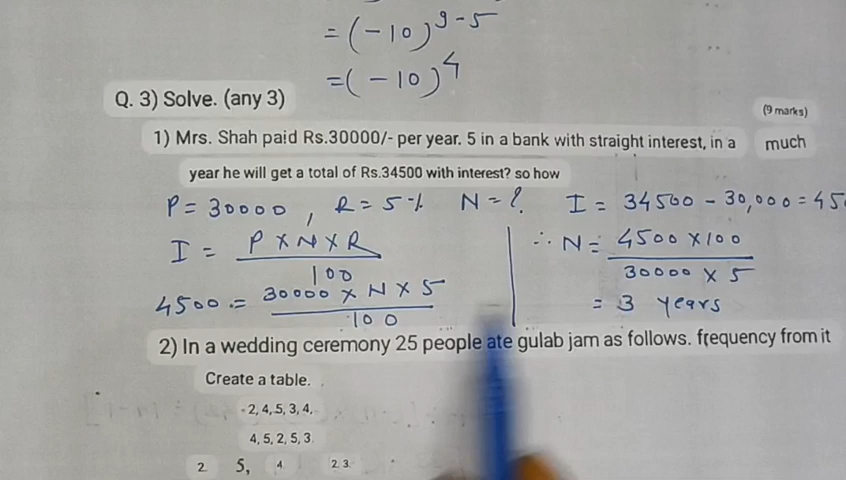 = (-10)^9-5
= (-10)^4
Q. 3) Solve. (any 3)
(9 marks)
1) Mrs. Shah paid Rs.30000/- per year. 5 in a bank with straight interest, in a much
year he will get a total of Rs.34500 with interest? so how
P = 30000 , R = 5% N = ? I = 34500 - 30,000 = 45
I = P × N × R / 100
4500 = 30000 × N × 5 / 100
∴ N = 4500 × 100 / 30000 × 5
= 3 years
2) In a wedding ceremony 25 people ate gulab jam as follows. frequency from it
Create a table.
- 2, 4, 5, 3, 4,
4, 5, 2, 5, 3
2 5, 4 2 3.